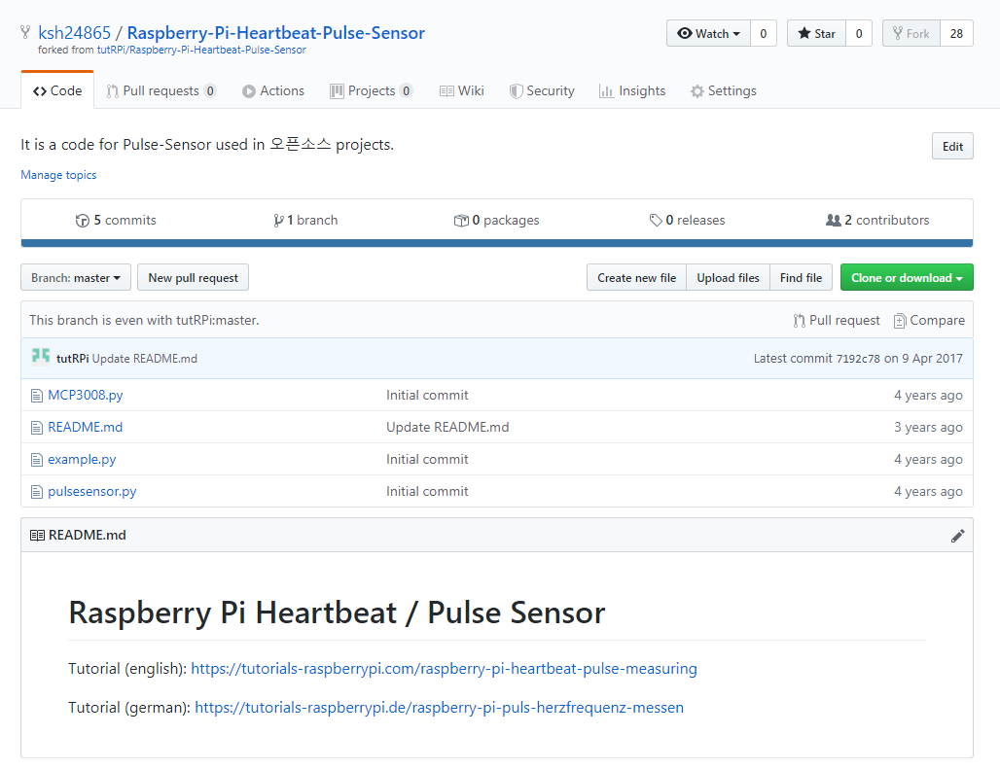 ksh24865 / Raspberry-Pi-Heartbeat-Pulse-Sensor
Watch 0 Star 0 Fork 28
forked from tutRPi/Raspberry-Pi-Heartbeat-Pulse-Sensor
Code Pull requests 0 Actions Projects 0 Wiki Security Insights Settings
It is a code for Pulse-Sensor used in 오픈소스 projects.
Edit
Manage topics
5 commits 1 branch 0 packages 0 releases 2 contributors
Branch: master New pull request Create new file Upload files Find file Clone or download
This branch is even with tutRPi:master. Pull request Compare
tutRPi Update README.md Latest commit 7192c78 on 9 Apr 2017
MCP3008.py Initial commit 4 years ago
README.md Update README.md 3 years ago
example.py Initial commit 4 years ago
pulsesensor.py Initial commit 4 years ago
README.md
Raspberry Pi Heartbeat / Pulse Sensor
Tutorial (english): https://tutorials-raspberrypi.com/raspberry-pi-heartbeat-pulse-measuring
Tutorial (german): https://tutorials-raspberrypi.de/raspberry-pi-puls-herzfrequenz-messen